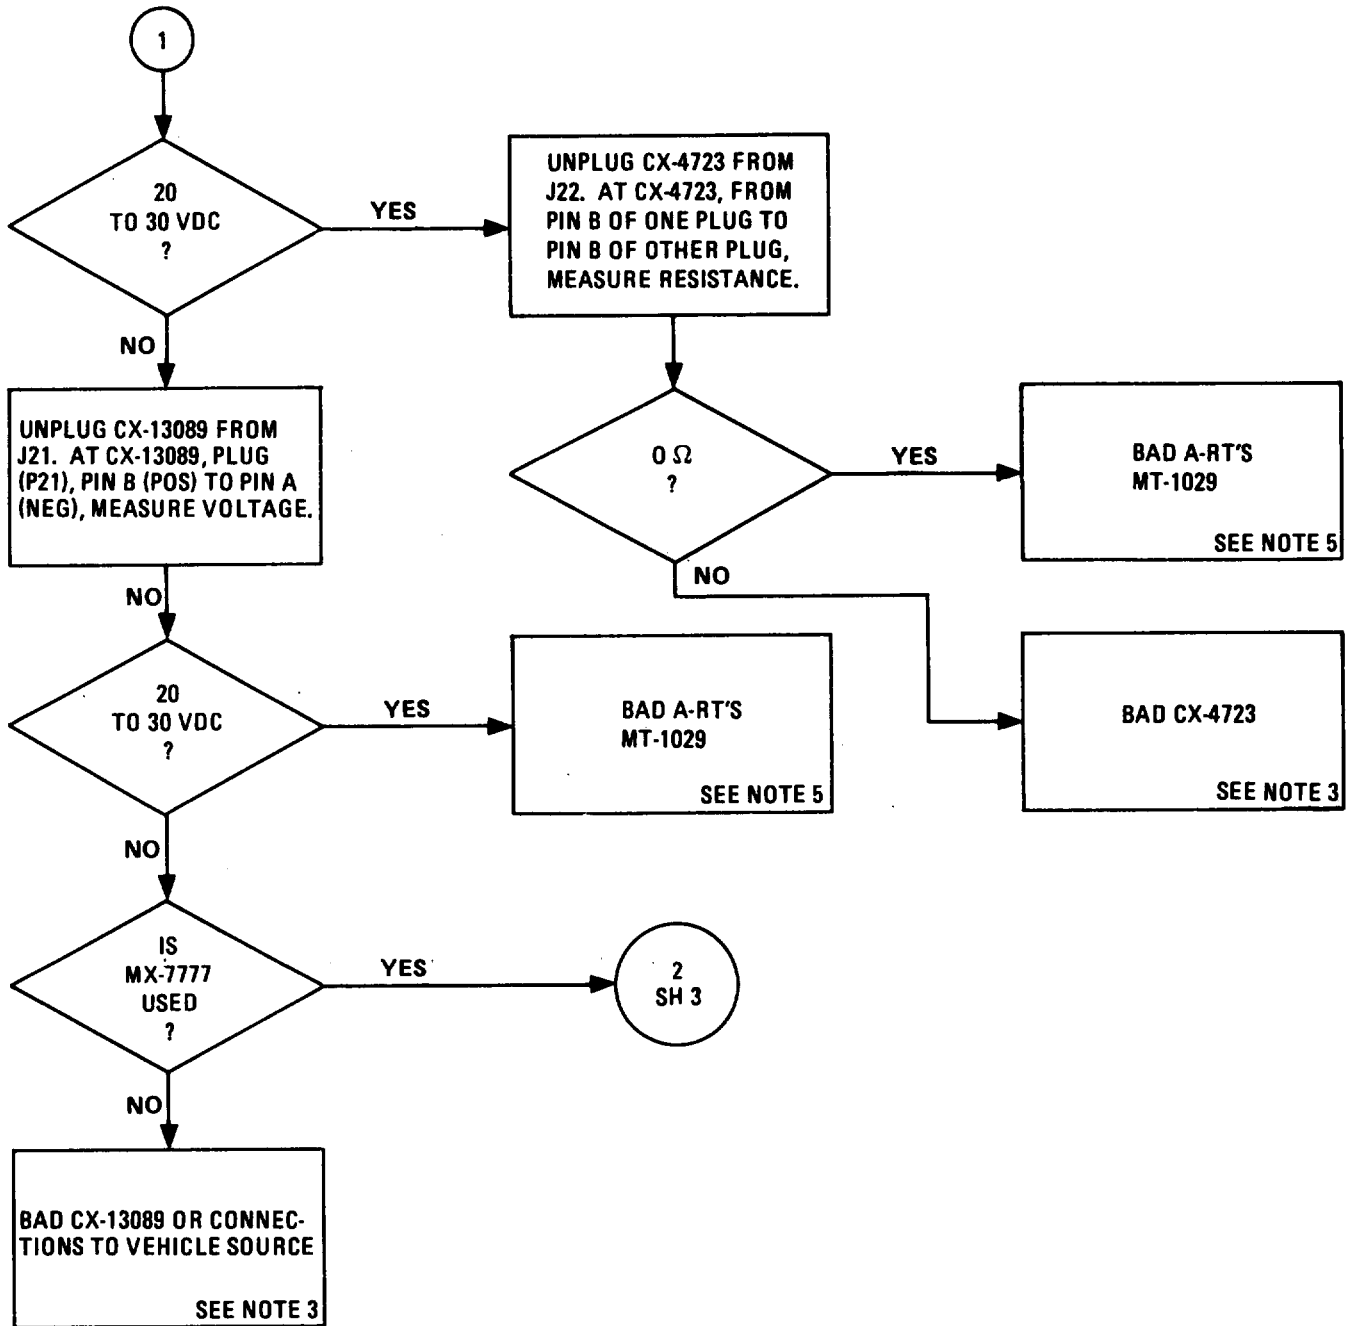 1
20
TO 30 VDC
?
YES
UNPLUG CX-4723 FROM
J22. AT CX-4723, FROM
PIN B OF ONE PLUG TO
PIN B OF OTHER PLUG,
MEASURE RESISTANCE.
NO
UNPLUG CX-13089 FROM
J21. AT CX-13089, PLUG
(P21), PIN B (POS) TO PIN A
(NEG), MEASURE VOLTAGE.
0 Ω
?
YES
BAD A-RT'S
MT-1029
SEE NOTE 5
NO
NO
20
TO 30 VDC
?
YES
BAD A-RT'S
MT-1029
SEE NOTE 5
BAD CX-4723
SEE NOTE 3
NO
IS
MX-7777
USED
?
YES
2
SH 3
NO
BAD CX-13089 OR CONNEC-
TIONS TO VEHICLE SOURCE
SEE NOTE 3